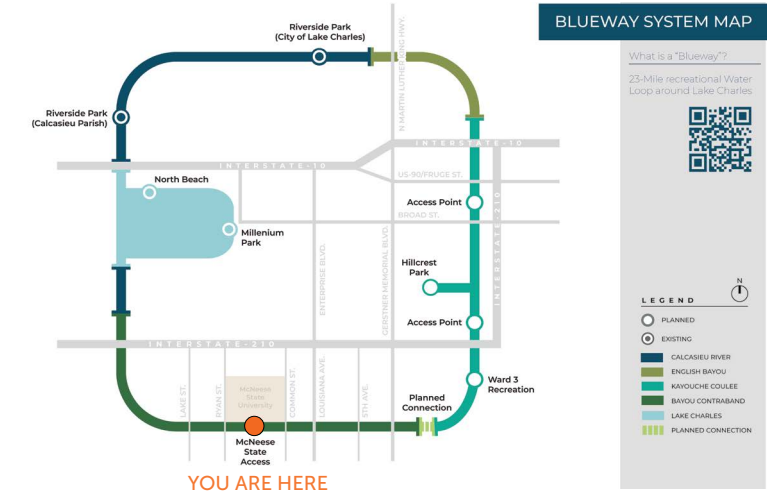 BLUEWAY SYSTEM MAP
What is a "Blueway"?
23-Mile recreational Water
Loop around Lake Charles
Riverside Park
(City of Lake Charles)
N MARTIN LUTHER KING HWY.
Riverside Park
(Calcasieu Parish)
INTERSTATE-10
INTERSTATE-10
US-90/FRUGE ST.
North Beach
Access Point
BROAD ST.
Millenium
Park
ENTERPRISE BLVD.
GERSTNER MEMORIAL BLVD.
INTERSTATE-210
Hillcrest
Park
Access Point
INTERSTATE-210
LAKE ST.
RYAN ST.
McNeese
State
University
COMMON ST.
LOUISIANA AVE.
5TH AVE.
Ward 3
Recreation
Planned
Connection
McNeese
State
Access
YOU ARE HERE
N
LEGEND
PLANNED
EXISTING
CALCASIEU RIVER
ENGLISH BAYOU
KAYOUCHE COULEE
BAYOU CONTRABAND
LAKE CHARLES
PLANNED CONNECTION